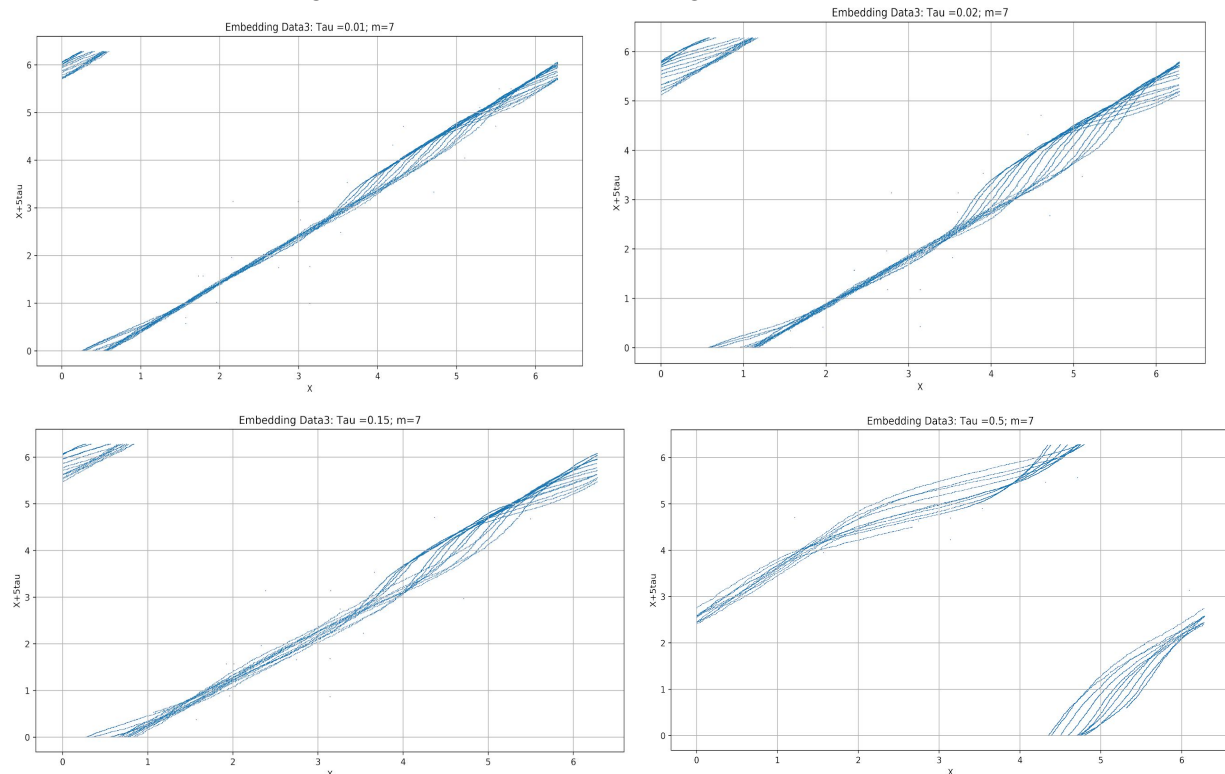 Embedding Data3: Tau =0.01; m=7
X+5tau
6
5
4
3
2
1
0
0 1 2 3 4 5 6
X
Embedding Data3: Tau =0.02; m=7
X+5tau
6
5
4
3
2
1
0
0 1 2 3 4 5 6
X
Embedding Data3: Tau =0.15; m=7
X+5tau
6
5
4
3
2
1
0
0 1 2 3 4 5 6
X
Embedding Data3: Tau =0.5; m=7
X+5tau
6
5
4
3
2
1
0
0 1 2 3 4 5 6
X